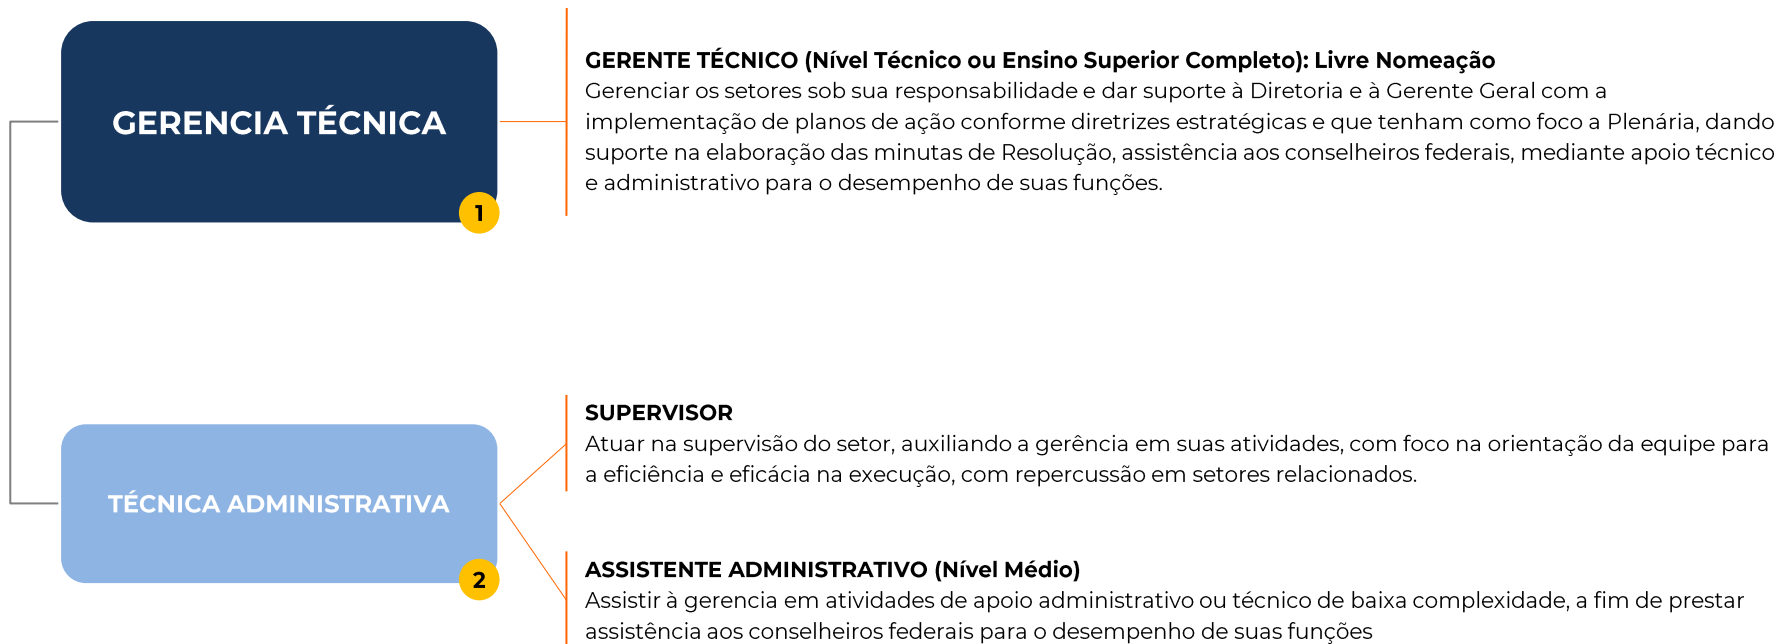 GERENCIA TÉCNICA
1
GERENTE TÉCNICO (Nível Técnico ou Ensino Superior Completo): Livre Nomeação
Gerenciar os setores sob sua responsabilidade e dar suporte à Diretoria e à Gerente Geral com a
implementação de planos de ação conforme diretrizes estratégicas e que tenham como foco a Plenária, dando
suporte na elaboração das minutas de Resolução, assistência aos conselheiros federais, mediante apoio técnico
e administrativo para o desempenho de suas funções.
TÉCNICA ADMINISTRATIVA
2
SUPERVISOR
Atuar na supervisão do setor, auxiliando a gerência em suas atividades, com foco na orientação da equipe para
a eficiência e eficácia na execução, com repercussão em setores relacionados.
ASSISTENTE ADMINISTRATIVO (Nível Médio)
Assistir à gerencia em atividades de apoio administrativo ou técnico de baixa complexidade, a fim de prestar
assistência aos conselheiros federais para o desempenho de suas funções